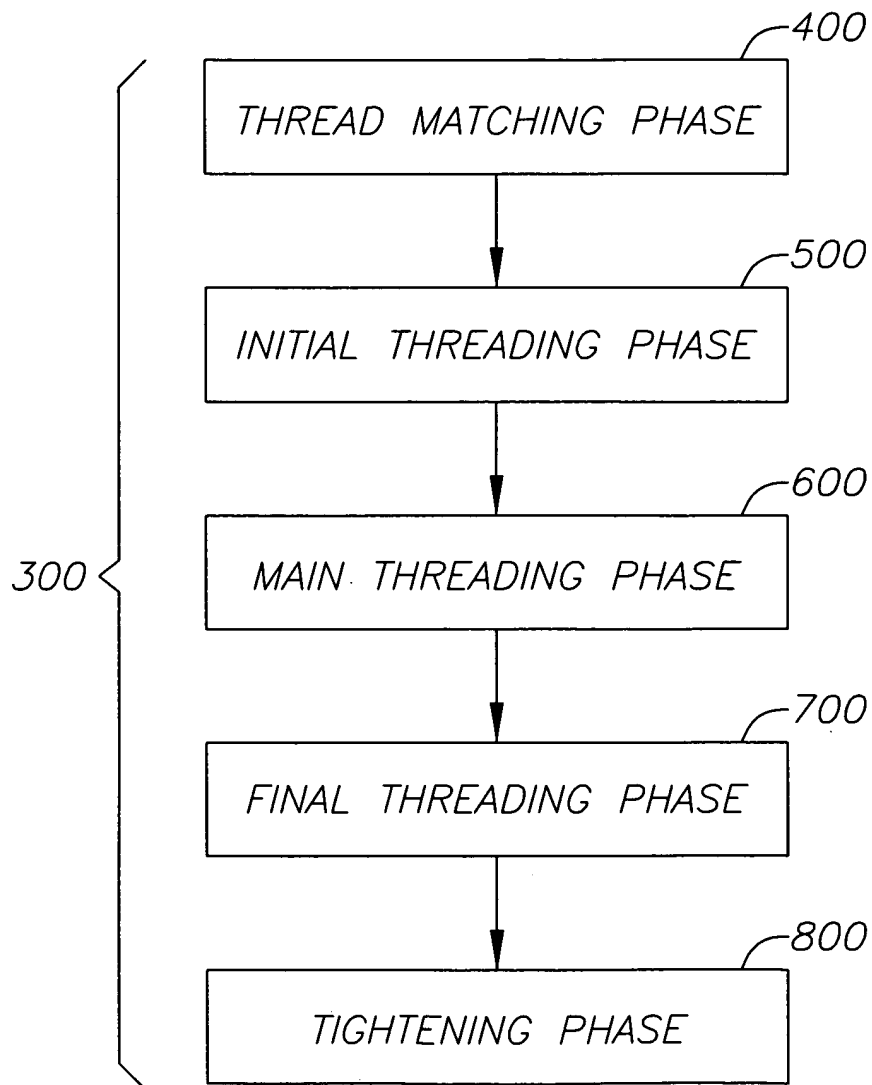 400
THREAD MATCHING PHASE
500
INITIAL THREADING PHASE
600
300
MAIN THREADING PHASE
700
FINAL THREADING PHASE
800
TIGHTENING PHASE